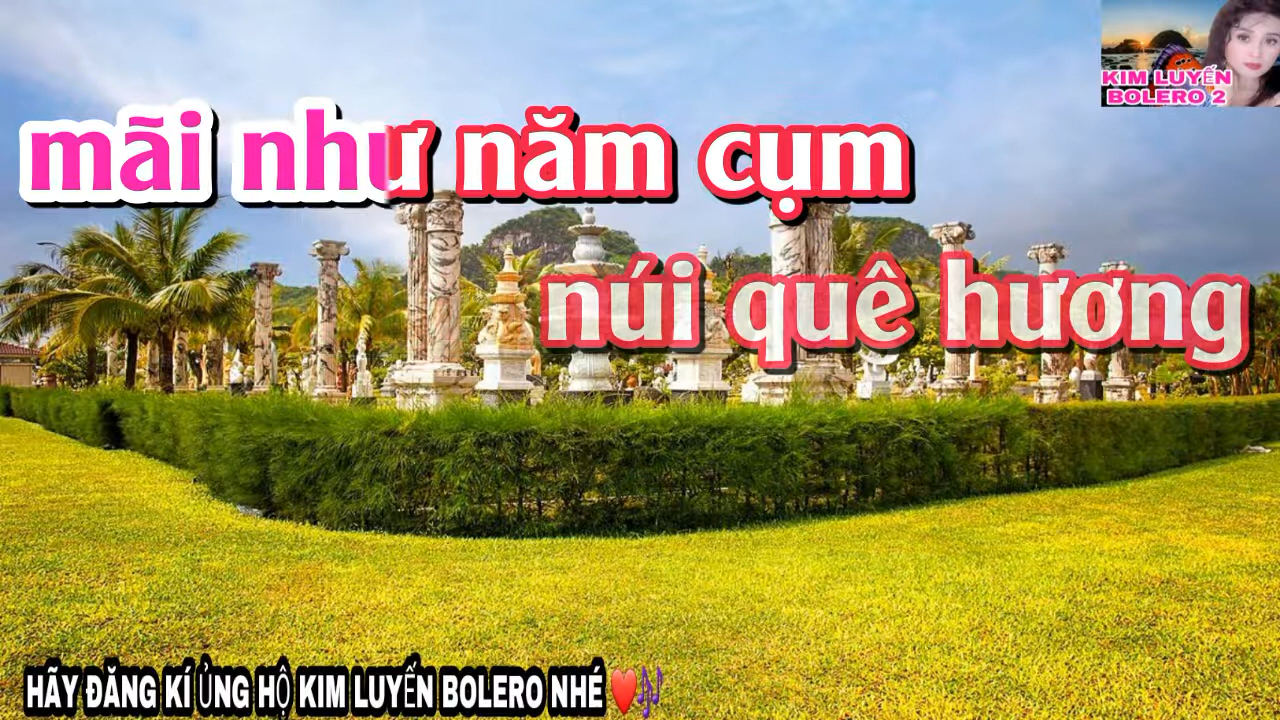 KIM LUYẾN
BOLERO 2
mãi như năm cụm
núi quê hương
HÃY ĐĂNG KÍ ỦNG HỘ KIM LUYẾN BOLERO NHÉ ❤️🎶